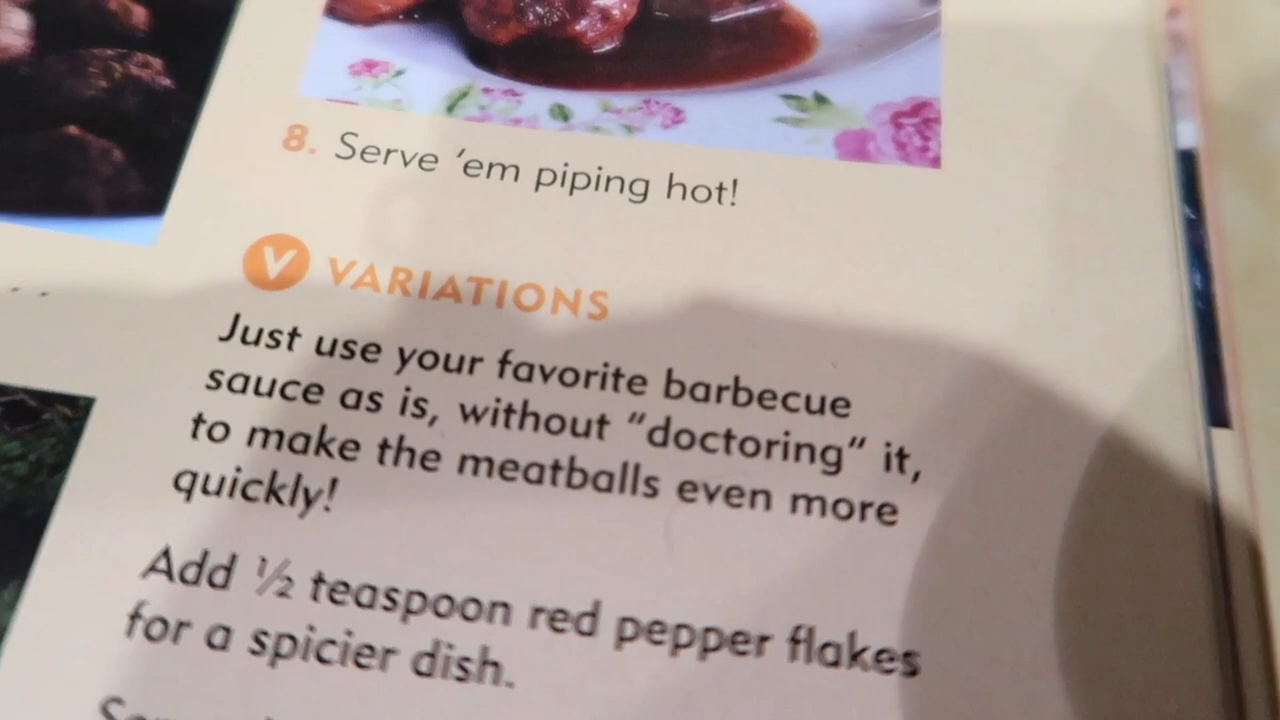 8. Serve 'em piping hot!
V VARIATIONS
Just use your favorite barbecue
sauce as is, without "doctoring" it,
to make the meatballs even more
quickly!
Add ½ teaspoon red pepper flakes
for a spicier dish.